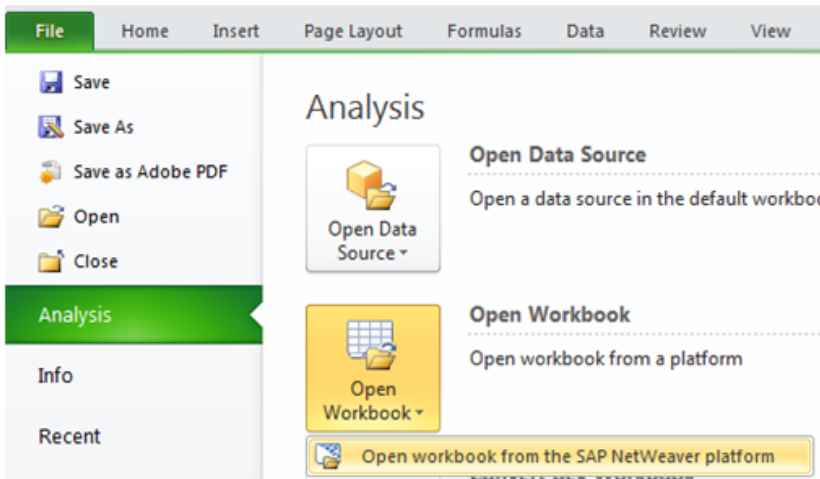 File Home Insert Page Layout Formulas Data Review View
Save
Save As
Save as Adobe PDF
Open
Close
Analysis
Info
Recent
Analysis
Open Data
Source
Open Data Source
Open a data source in the default
Open
Workbook
Open Workbook
Open workbook from a platform
Open workbook from the SAP NetWeaver platform